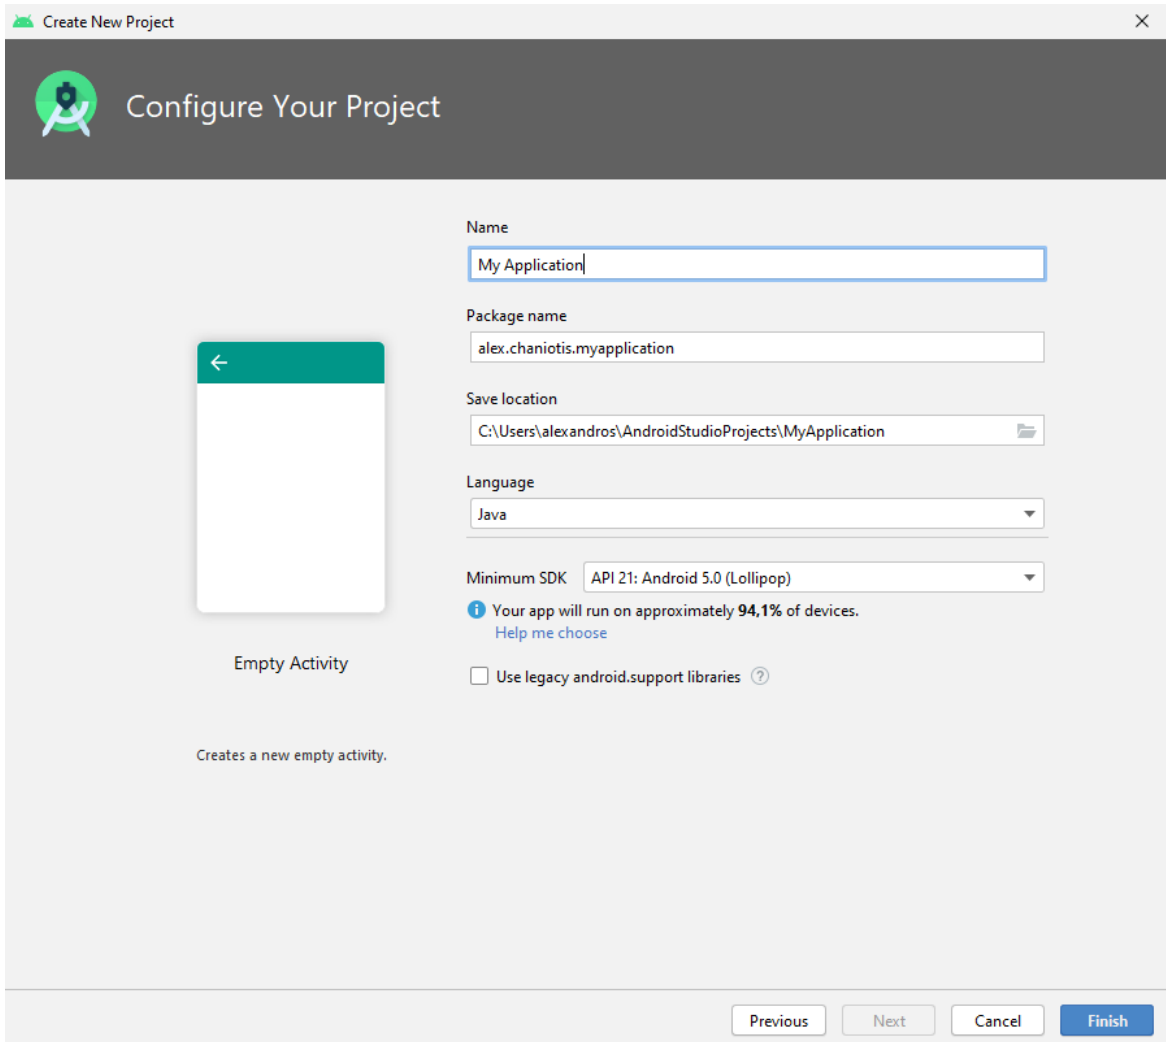 Create New Project
Configure Your Project
Name
My Application
Package name
alex.chaniotis.myapplication
Save location
C:\Users\alexandros\AndroidStudioProjects\MyApplication
Language
Java
Minimum SDK API 21: Android 5.0 (Lollipop)
i Your app will run on approximately 94,1% of devices.
Help me choose
Use legacy android.support libraries ?
Empty Activity
Creates a new empty activity.
Previous Next Cancel Finish